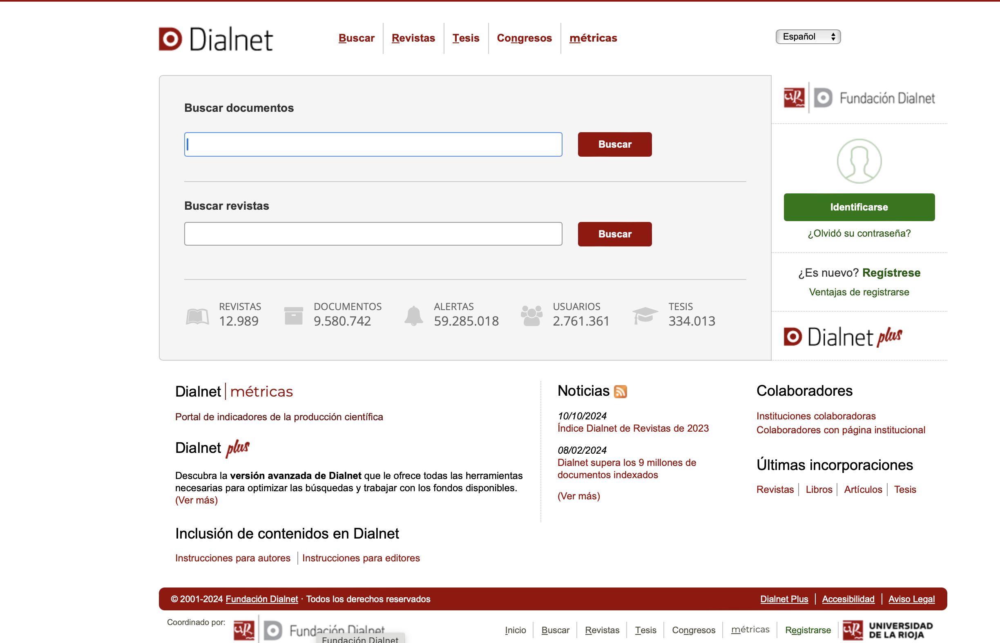 Dialnet
Buscar
Revistas
Tesis
Congresos
métricas
Español
Buscar documentos
Buscar
Buscar revistas
Buscar
REVISTAS
12.989
DOCUMENTOS
9.580.742
ALERTAS
59.285.018
USUARIOS
2.761.361
TESIS
334.013
UR
Fundación Dialnet
Identificarse
¿Olvidó su contraseña?
¿Es nuevo? Regístrese
Ventajas de registrarse
Dialnet plus
Dialnet métricas
Portal de indicadores de la producción científica
Dialnet plus
Descubra la versión avanzada de Dialnet que le ofrece todas las herramientas
necesarias para optimizar las búsquedas y trabajar con los fondos disponibles.
(Ver más)
Inclusión de contenidos en Dialnet
Instrucciones para autores
Instrucciones para editores
Noticias
10/10/2024
Índice Dialnet de Revistas de 2023
08/02/2024
Dialnet supera los 9 millones de
documentos indexados
(Ver más)
Colaboradores
Instituciones colaboradoras
Colaboradores con página institucional
Últimas incorporaciones
Revistas
Libros
Artículos
Tesis
© 2001-2024 Fundación Dialnet · Todos los derechos reservados
Dialnet Plus
Accesibilidad
Aviso Legal
Coordinado por:
UR
Fundación Dialnet
Fundación Dialnet
Inicio
Buscar
Revistas
Tesis
Congresos
métricas
Registrarse
UR
UNIVERSIDAD
DE LA RIOJA